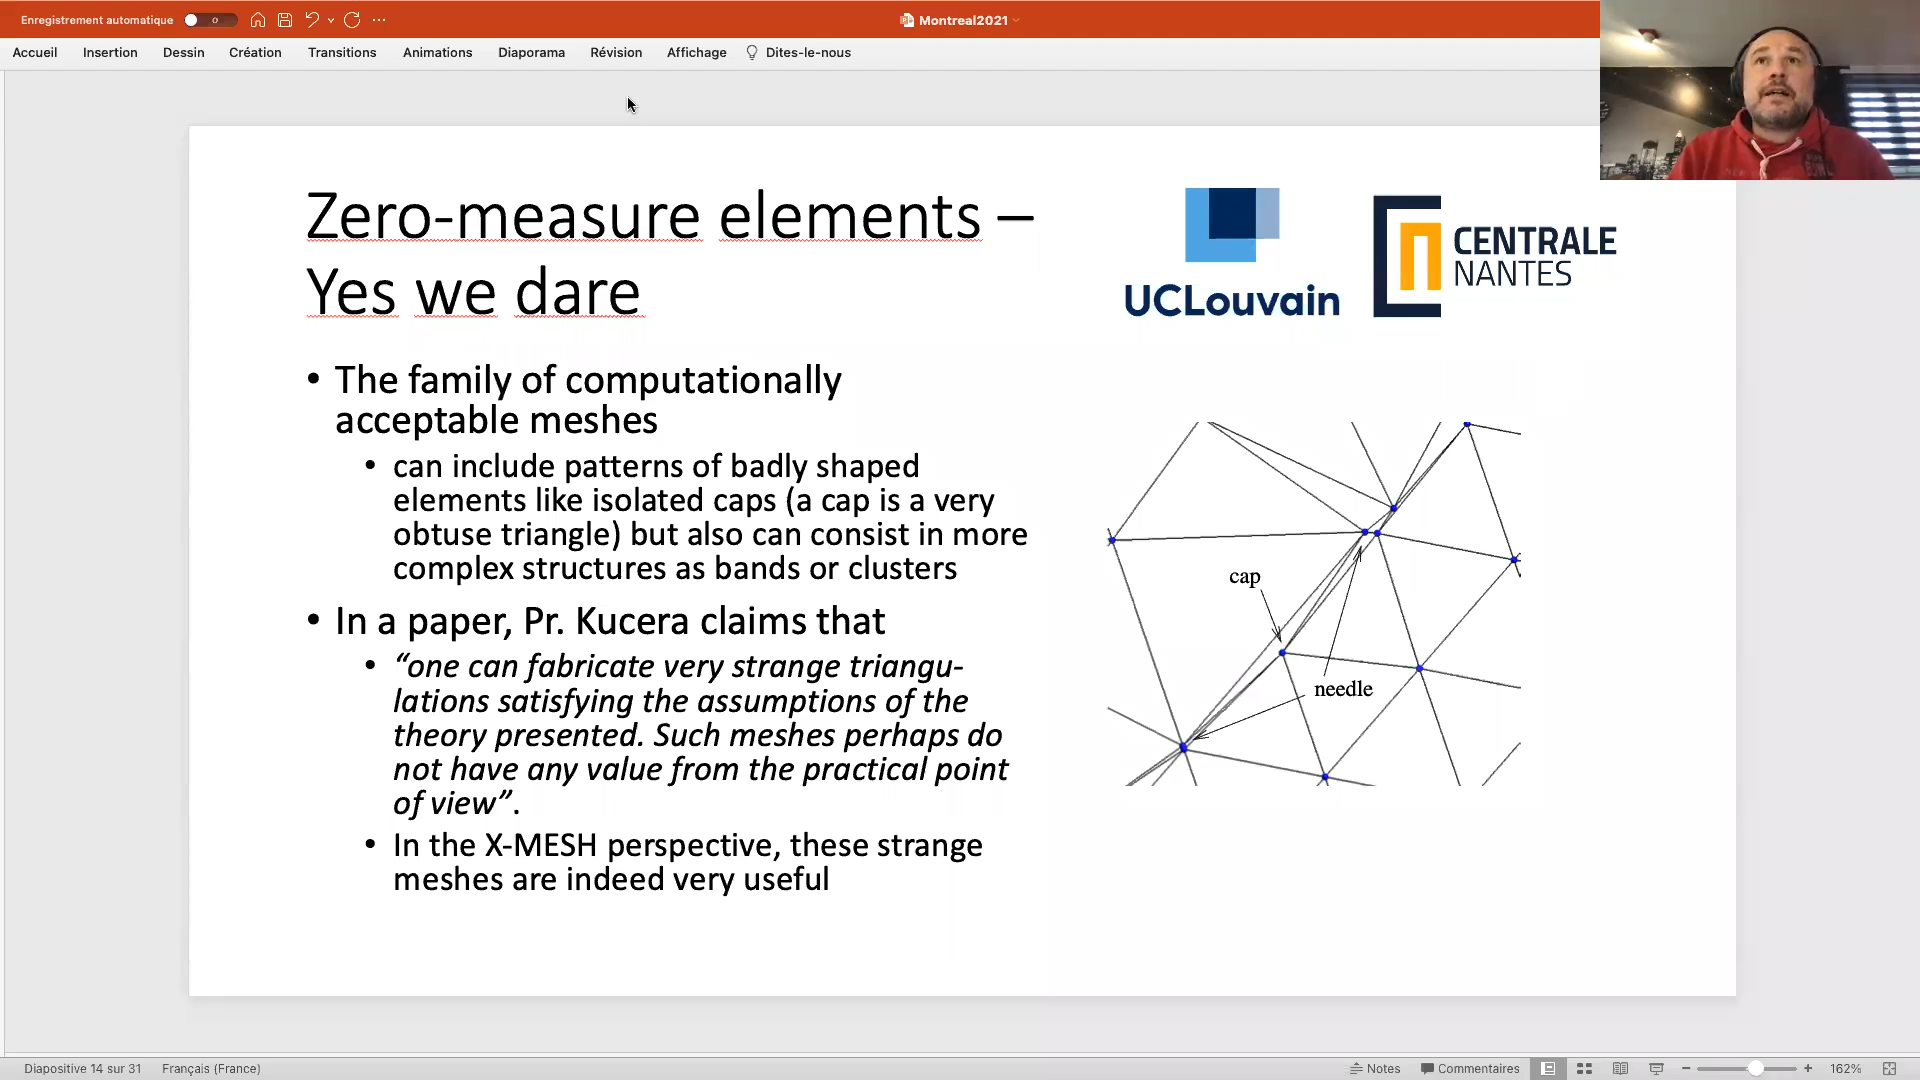 Enregistrement automatique
Montreal2021
Accueil Insertion Dessin Création Transitions Animations Diaporama Révision Affichage Dites-le-nous
Zero-measure elements –
Yes we dare
UCLouvain
CENTRALE
NANTES
• The family of computationally
acceptable meshes
• can include patterns of badly shaped
elements like isolated caps (a cap is a very
obtuse triangle) but also can consist in more
complex structures as bands or clusters
• In a paper, Pr. Kucera claims that
• “one can fabricate very strange triangu-
lations satisfying the assumptions of the
theory presented. Such meshes perhaps do
not have any value from the practical point
of view”.
• In the X-MESH perspective, these strange
meshes are indeed very useful
cap
needle
Diapositive 14 sur 31 Français (France) Notes Commentaires 162%